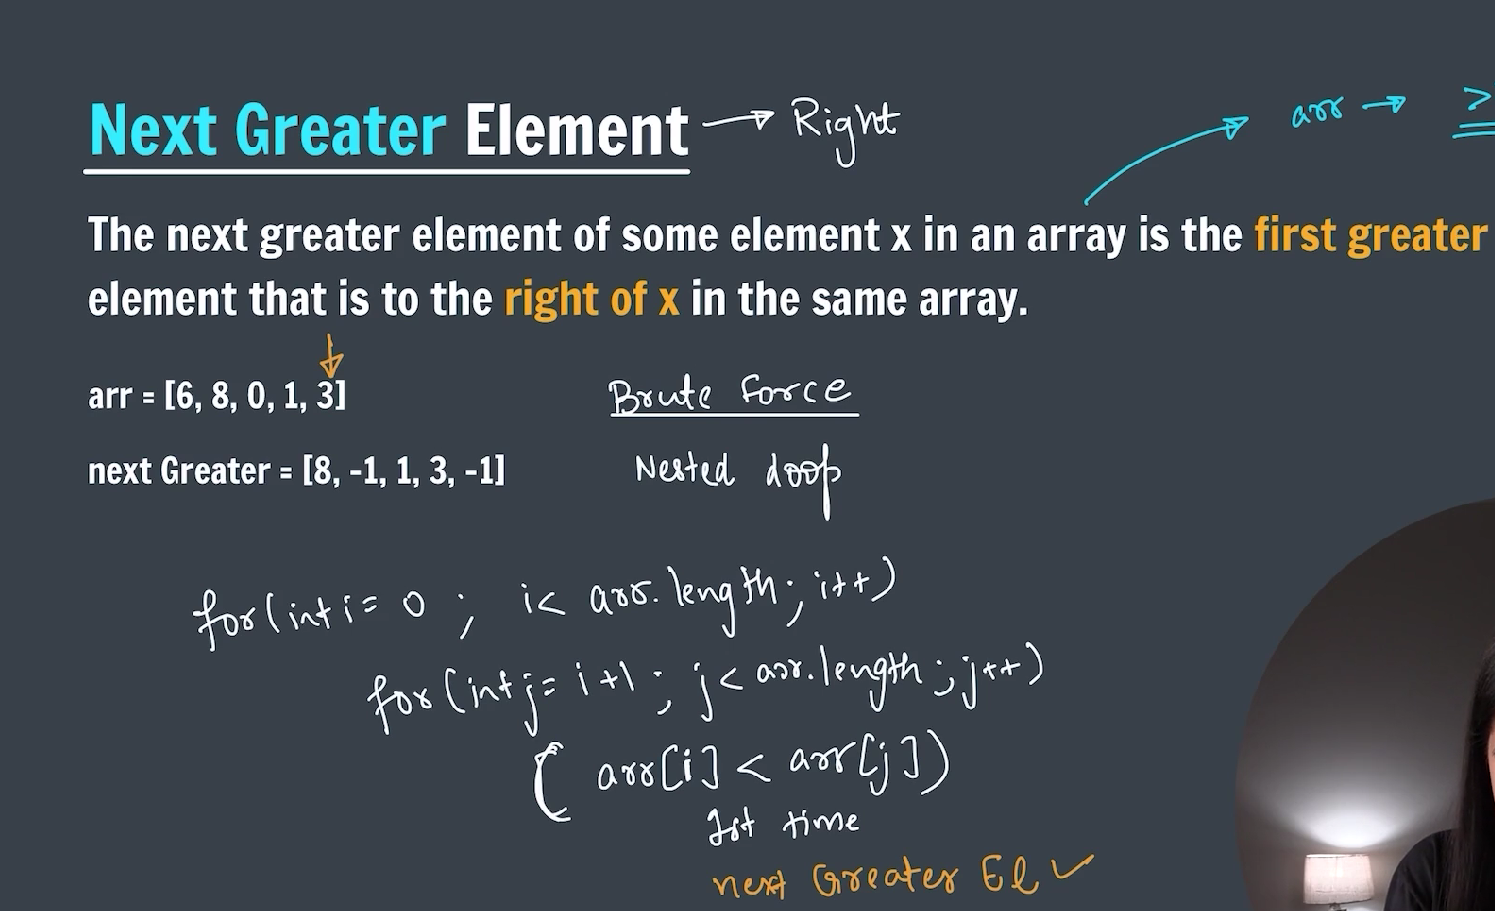 Next Greater Element → Right
arr → >
The next greater element of some element x in an array is the first greater
element that is to the right of x in the same array.
arr = [6, 8, 0, 1, 3]
Brute force
next Greater = [8, -1, 1, 3, -1]
Nested loop
for(int i= 0 ; i< arr.length; i++)
for(int j= i+1 ; j< arr.length ; j++)
( arr[i] < arr[j])
1st time
next Greater El ✓